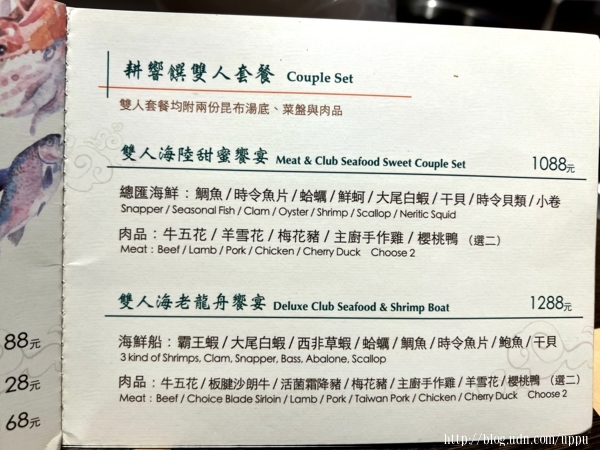 耕響饌雙人套餐 Couple Set
雙人套餐均附兩份昆布湯底、菜盤與肉品
雙人海陸甜蜜饗宴 Meat & Club Seafood Sweet Couple Set 1088元
總匯海鮮：鯛魚/時令魚片/蛤蠣/鮮蚵/大尾白蝦/干貝/時令貝類/小卷
Snapper / Seasonal Fish / Clam / Oyster / Shrimp / Scallop / Neritic Squid
肉品：牛五花/羊雪花/梅花豬/主廚手作雞/櫻桃鴨（選二）
Meat : Beef / Lamb / Pork / Chicken / Cherry Duck Choose 2
雙人海老龍舟饗宴 Deluxe Club Seafood & Shrimp Boat 1288元
海鮮船：霸王蝦/大尾白蝦/西非草蝦/蛤蠣/鯛魚/時令魚片/鮑魚/干貝
3 kind of Shrimps, Clam, Snapper, Bass, Abalone, Scallop
肉品：牛五花/板腱沙朗牛/活菌霜降豬/梅花豬/主廚手作雞/羊雪花/櫻桃鴨（選二）
Meat : Beef / Choice Blade Sirloin / Lamb / Pork / Taiwan Pork / Chicken / Cherry Duck Choose 2
88元
28元
68元
http://blog.udn.com/uppu